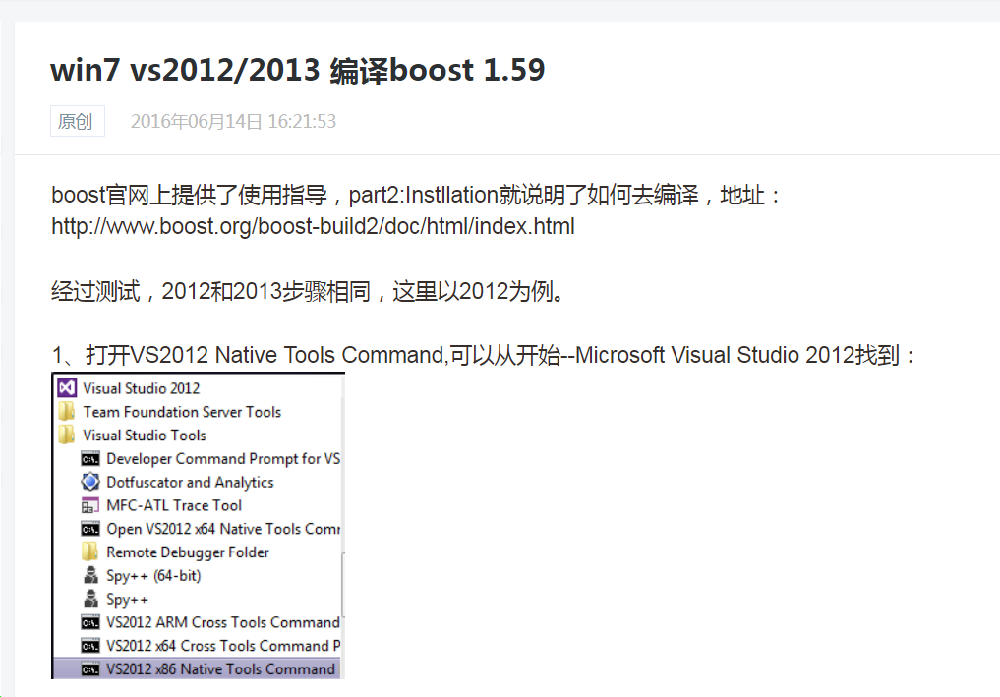 win7 vs2012/2013 编译boost 1.59
原创 2016年06月14日 16:21:53
boost官网上提供了使用指导，part2:Instllation就说明了如何去编译，地址：
http://www.boost.org/boost-build2/doc/html/index.html
经过测试，2012和2013步骤相同，这里以2012为例。
1、打开VS2012 Native Tools Command,可以从开始--Microsoft Visual Studio 2012找到：
Visual Studio 2012
Team Foundation Server Tools
Visual Studio Tools
Developer Command Prompt for VS
Dotfuscator and Analytics
MFC-ATL Trace Tool
Open VS2012 x64 Native Tools Com
Remote Debugger Folder
Spy++ (64-bit)
Spy++
VS2012 ARM Cross Tools Command
VS2012 x64 Cross Tools Command P
VS2012 x86 Native Tools Command